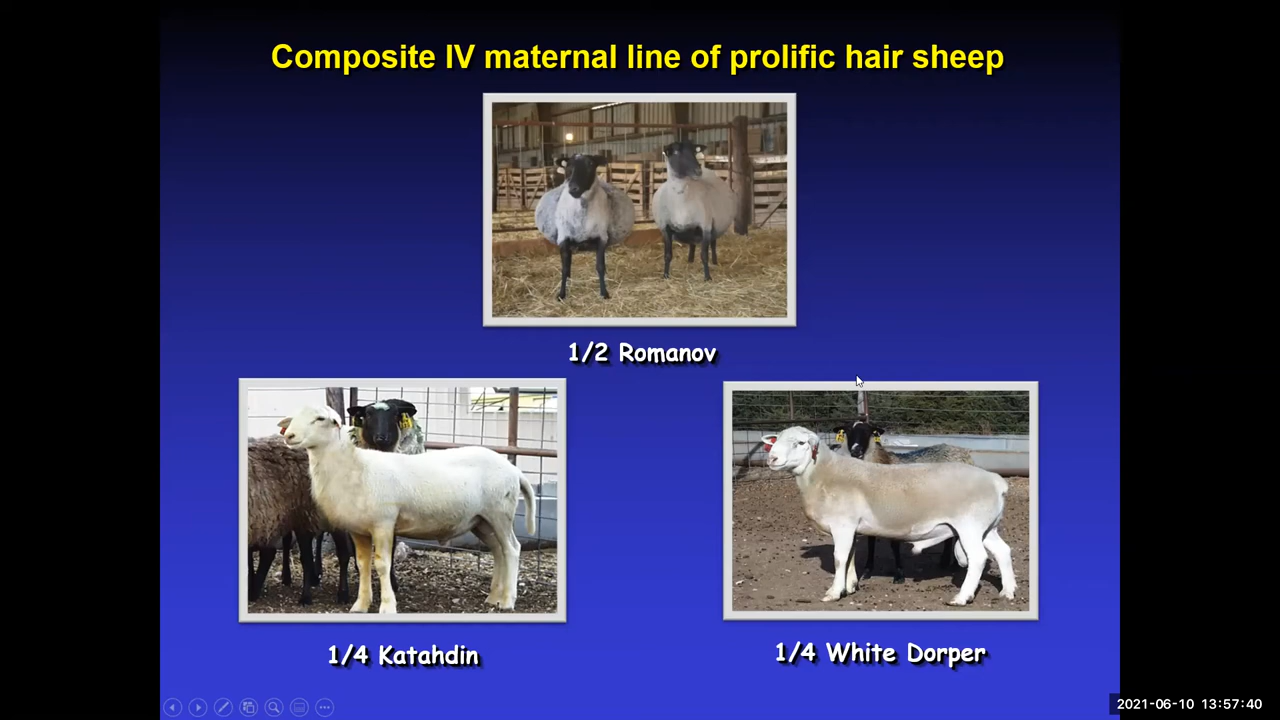 Composite IV maternal line of prolific hair sheep
1/2 Romanov
1/4 Katahdin
1/4 White Dorper
2021-06-10 13:57:40